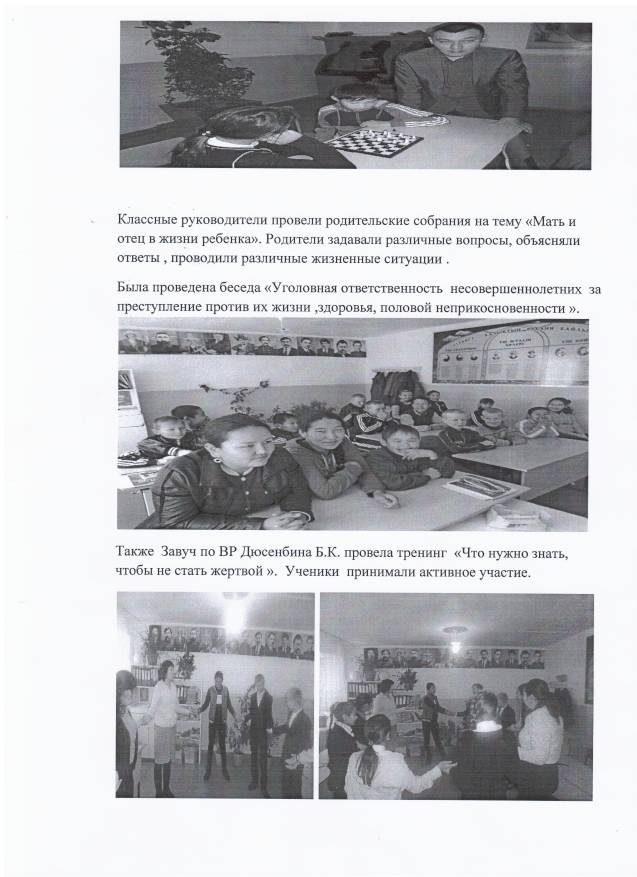 Классные руководители провели родительские собрания на тему «Мать и
отец в жизни ребенка». Родители задавали различные вопросы, объясняли
ответы , проводили различные жизненные ситуации .
Была проведена беседа «Уголовная ответственность несовершеннолетних за
преступление против их жизни ,здоровья, половой неприкосновенности ».
Также Завуч по ВР Дюсенбина Б.К. провела тренинг «Что нужно знать,
чтобы не стать жертвой ». Ученики принимали активное участие.